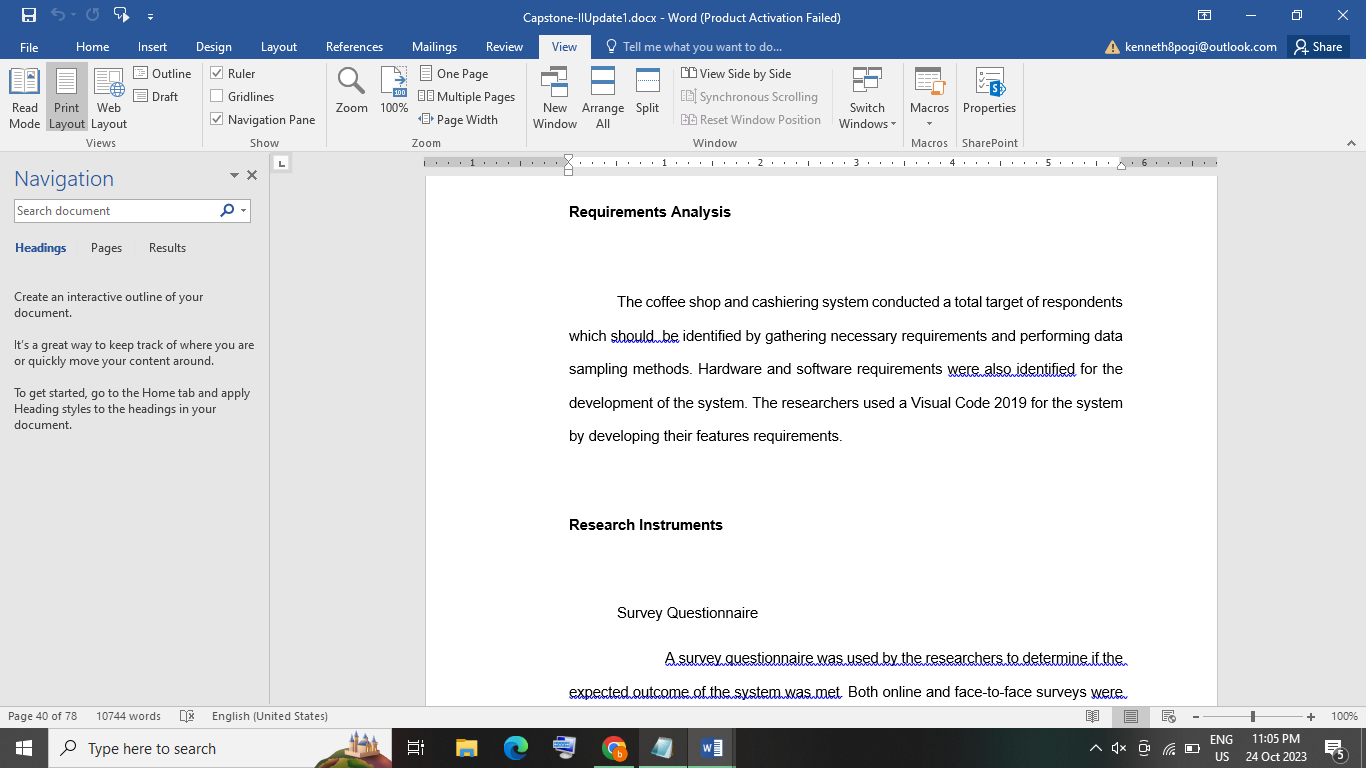 Capstone-IIUpdate1.docx - Word (Product Activation Failed)
File Home Insert Design Layout References Mailings Review View Tell me what you want to do... kenneth8pogi@outlook.com Share
Read Mode
Print Layout
Web Layout
Outline
Draft
Views
Ruler
Gridlines
Navigation Pane
Show
Zoom
100
100%
One Page
Multiple Pages
Page Width
Zoom
New Window
Arrange All
Split
View Side by Side
Synchronous Scrolling
Reset Window Position
Window
Switch Windows
Macros
Macros
Properties
SharePoint
Navigation
Search document
Headings Pages Results
Create an interactive outline of your
document.
It's a great way to keep track of where you are
or quickly move your content around.
To get started, go to the Home tab and apply
Heading styles to the headings in your
document.
L
1 1 2 3 4 5 6
Requirements Analysis
The coffee shop and cashiering system conducted a total target of respondents
which should  be identified by gathering necessary requirements and performing data
sampling methods. Hardware and software requirements were also identified for the
development of the system. The researchers used a Visual Code 2019 for the system
by developing their features requirements.
Research Instruments
Survey Questionnaire
A survey questionnaire was used by the researchers to determine if the
expected outcome of the system was met. Both online and face-to-face surveys were
Page 40 of 78 10744 words English (United States) 100%
Type here to search
ENG
US
11:05 PM
24 Oct 2023
5